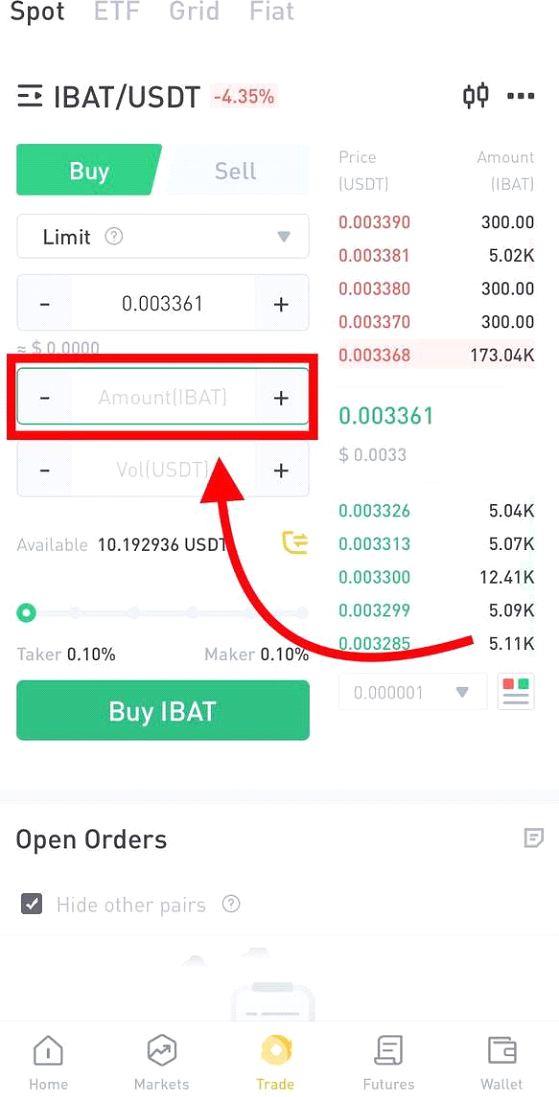 Spot ETF Grid Fiat
IBAT/USDT -4.35%
Buy Sell
Limit ?
- 0.003361 +
≈ $ 0.0000
- Amount(IBAT) +
- Vol(USDT) +
Available 10.192936 USDT
Taker 0.10% Maker 0.10%
Buy IBAT
Price Amount
(USDT) (IBAT)
0.003390 300.00
0.003381 5.02K
0.003380 300.00
0.003370 300.00
0.003368 173.04K
0.003361
$ 0.0033
0.003326 5.04K
0.003313 5.07K
0.003300 12.41K
0.003299 5.09K
0.003285 5.11K
0.000001
Open Orders
Hide other pairs ?
Home Markets Trade Futures Wallet